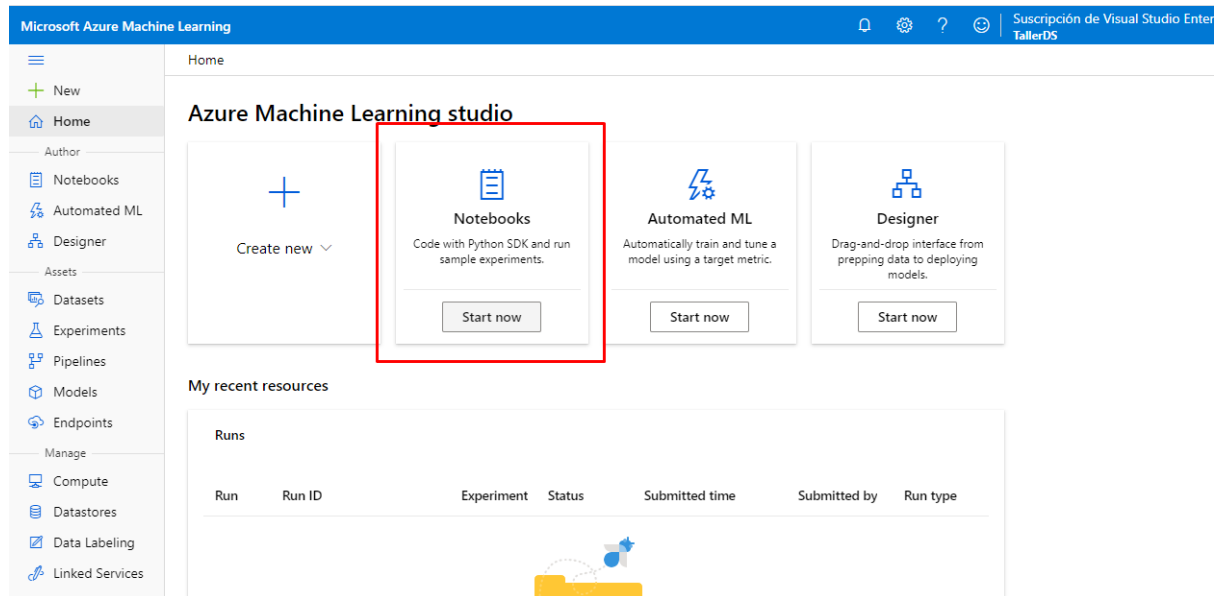 Microsoft Azure Machine Learning
Suscripción de Visual Studio Enter
TallerDS
Home
New
Home
Author
Notebooks
Automated ML
Designer
Assets
Datasets
Experiments
Pipelines
Models
Endpoints
Manage
Compute
Datastores
Data Labeling
Linked Services
Azure Machine Learning studio
Create new
Notebooks
Code with Python SDK and run
sample experiments.
Start now
Automated ML
Automatically train and tune a
model using a target metric.
Start now
Designer
Drag-and-drop interface from
prepping data to deploying
models.
Start now
My recent resources
Runs
Run Run ID Experiment Status Submitted time Submitted by Run type